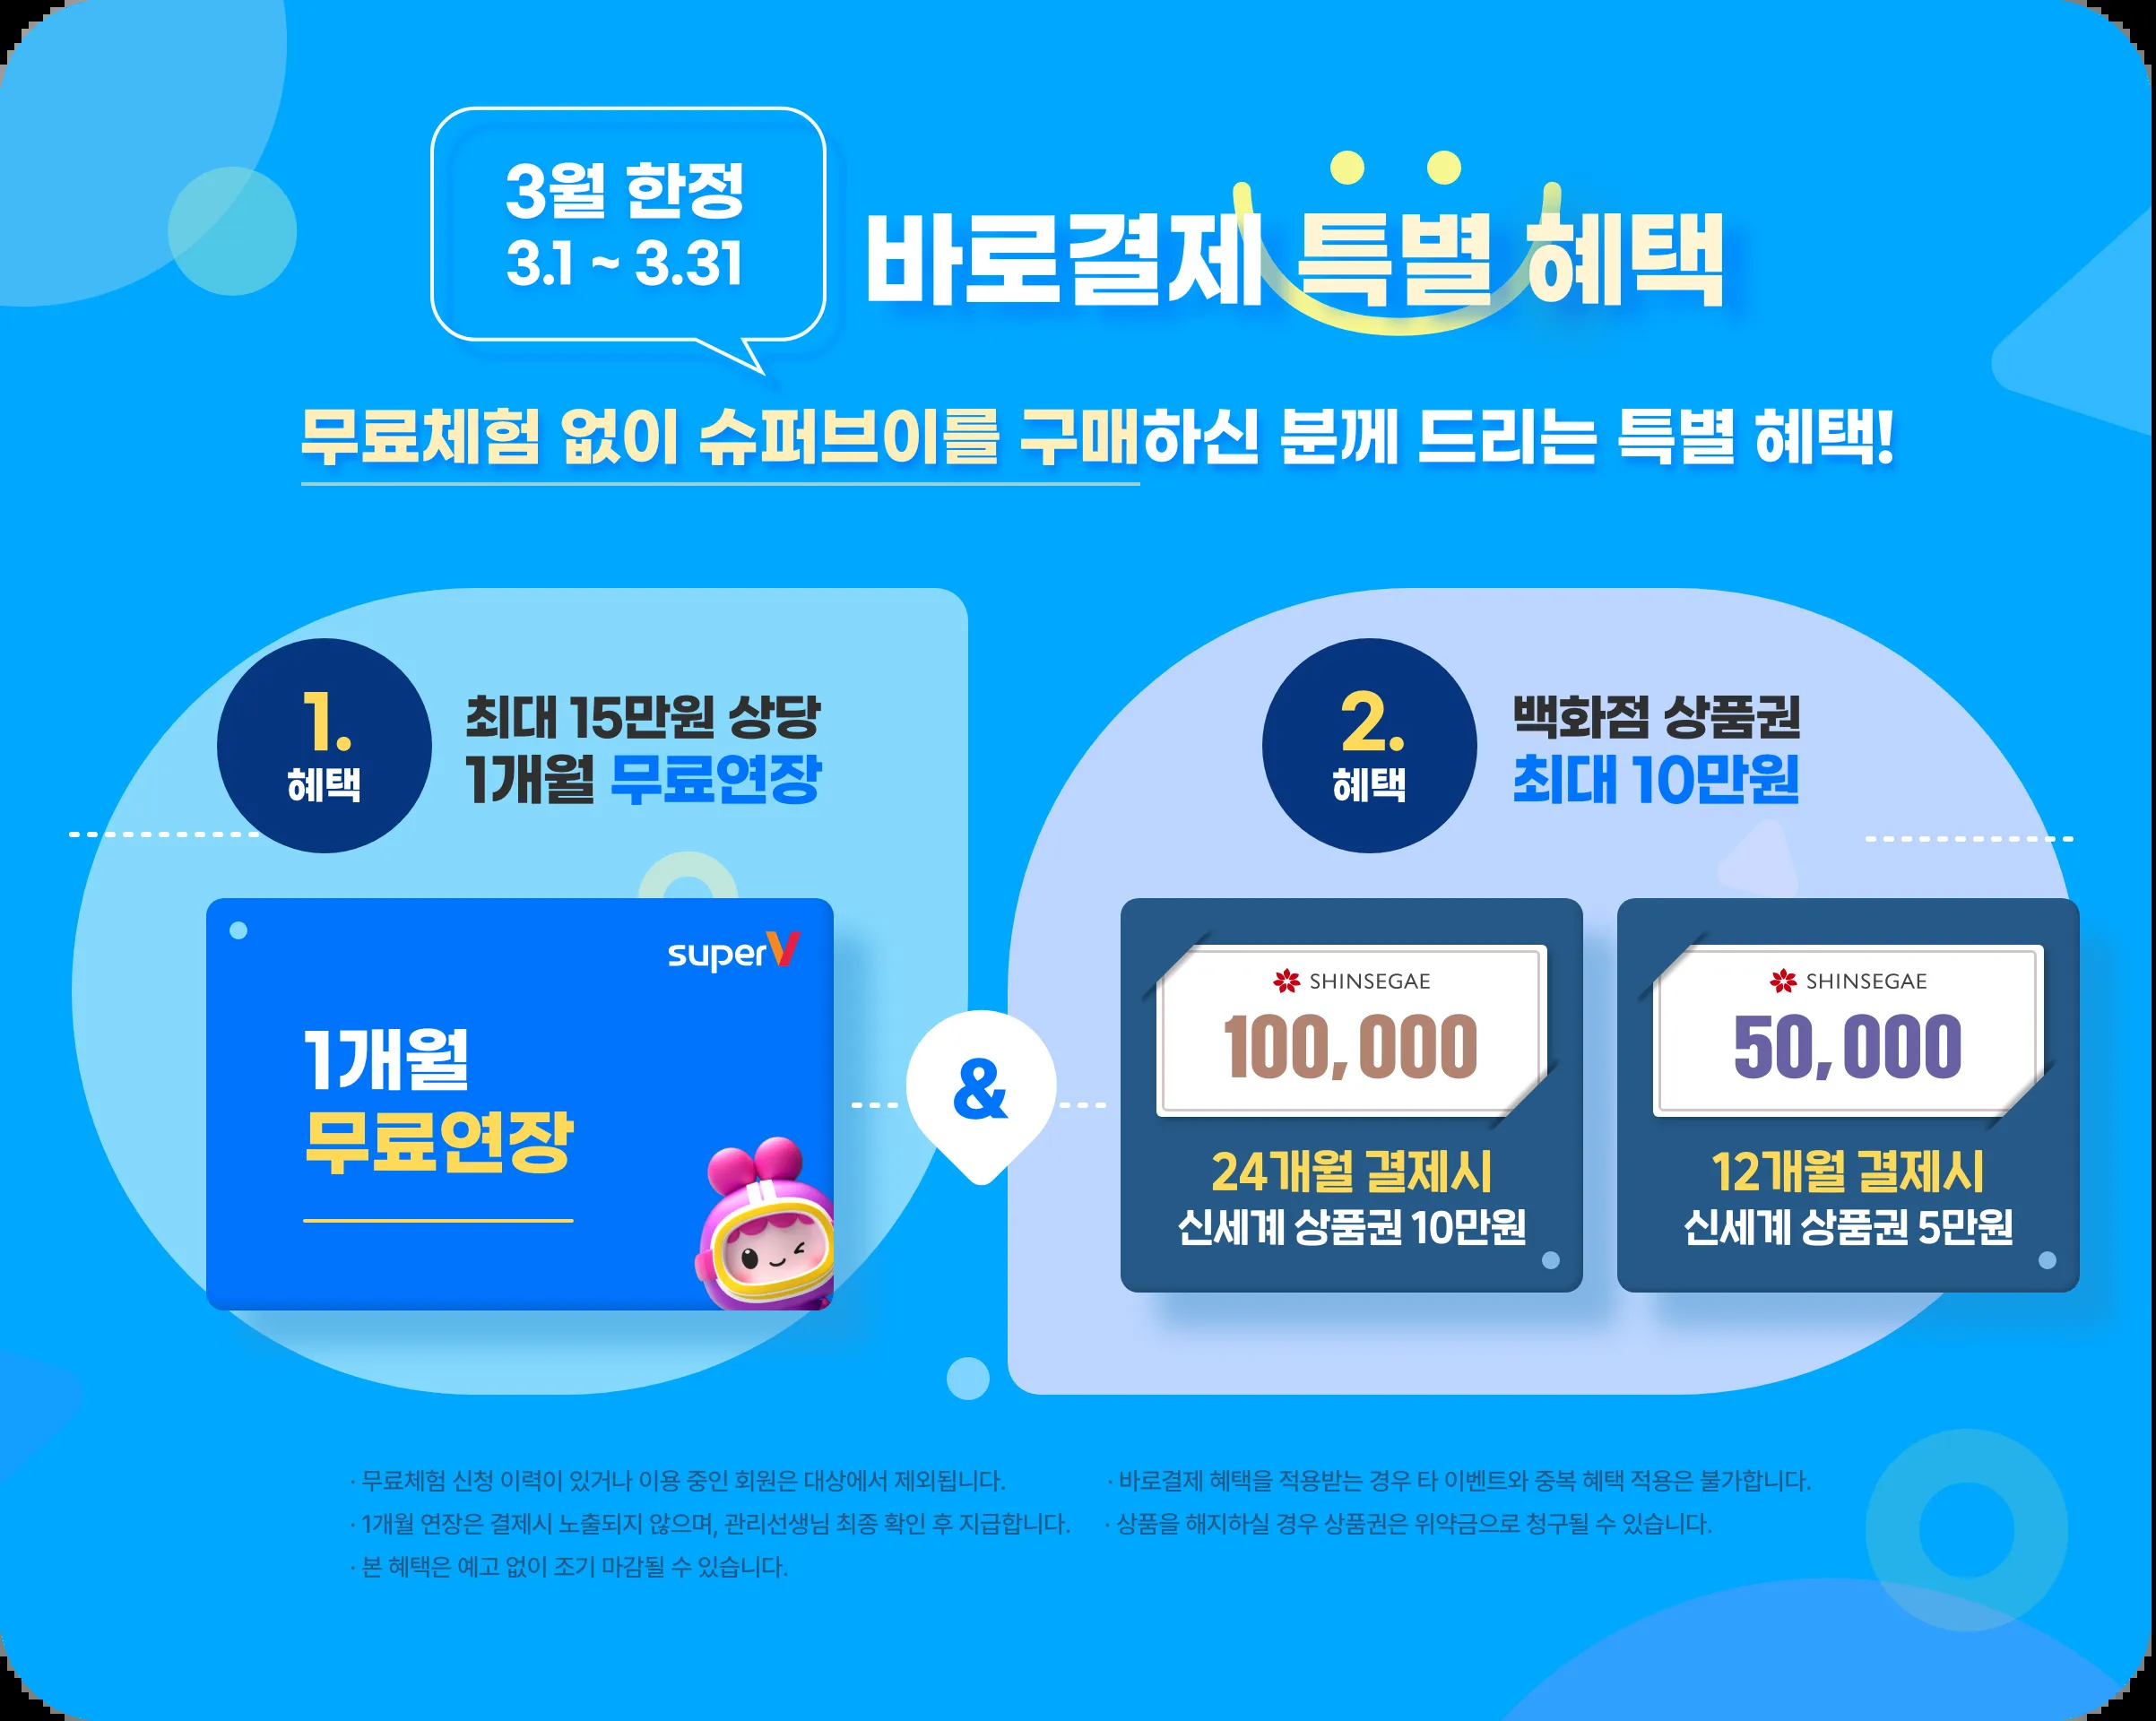 3월 한정
3.1 ~ 3.31
바로결제 특별 혜택
무료체험 없이 슈퍼브이를 구매하신 분께 드리는 특별 혜택!
1.
혜택
최대 15만원 상당
1개월 무료연장
superV
1개월
무료연장
&
2.
혜택
백화점 상품권
최대 10만원
SHINSEGAE
100,000
24개월 결제시
신세계 상품권 10만원
SHINSEGAE
50,000
12개월 결제시
신세계 상품권 5만원
· 무료체험 신청 이력이 있거나 이용 중인 회원은 대상에서 제외됩니다.
· 1개월 연장은 결제시 노출되지 않으며, 관리선생님 최종 확인 후 지급합니다.
· 본 혜택은 예고 없이 조기 마감될 수 있습니다.
· 바로결제 혜택을 적용받는 경우 타 이벤트와 중복 혜택 적용은 불가합니다.
· 상품을 해지하실 경우 상품권은 위약금으로 청구될 수 있습니다.